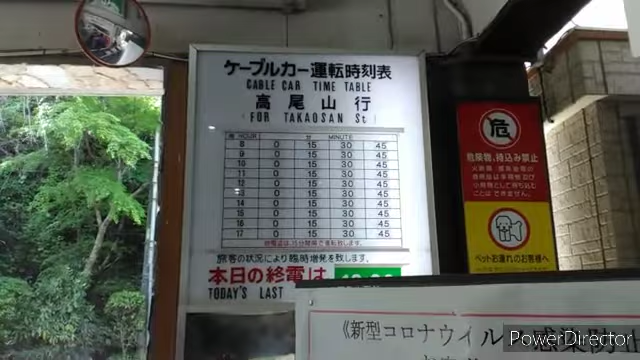 ケーブルカー運転時刻表
CABLE CAR TIME TABLE
高尾山行
(FOR TAKAOSAN St.)
時 HOUR 分 MINUTE
8 0 15 30 45
9 0 15 30 45
10 0 15 30 45
11 0 15 30 45
12 0 15 30 45
13 0 15 30 45
14 0 15 30 45
15 0 15 30 45
16 0 15 30 45
17 0 15 30 45
旅客の状況により臨時増発を致します。
本日の終電は
TODAY'S LAST
危
危険物、持込み禁止
ペットお連れのお客様へ
《新型コロナウイルス感染防止
PowerDirector